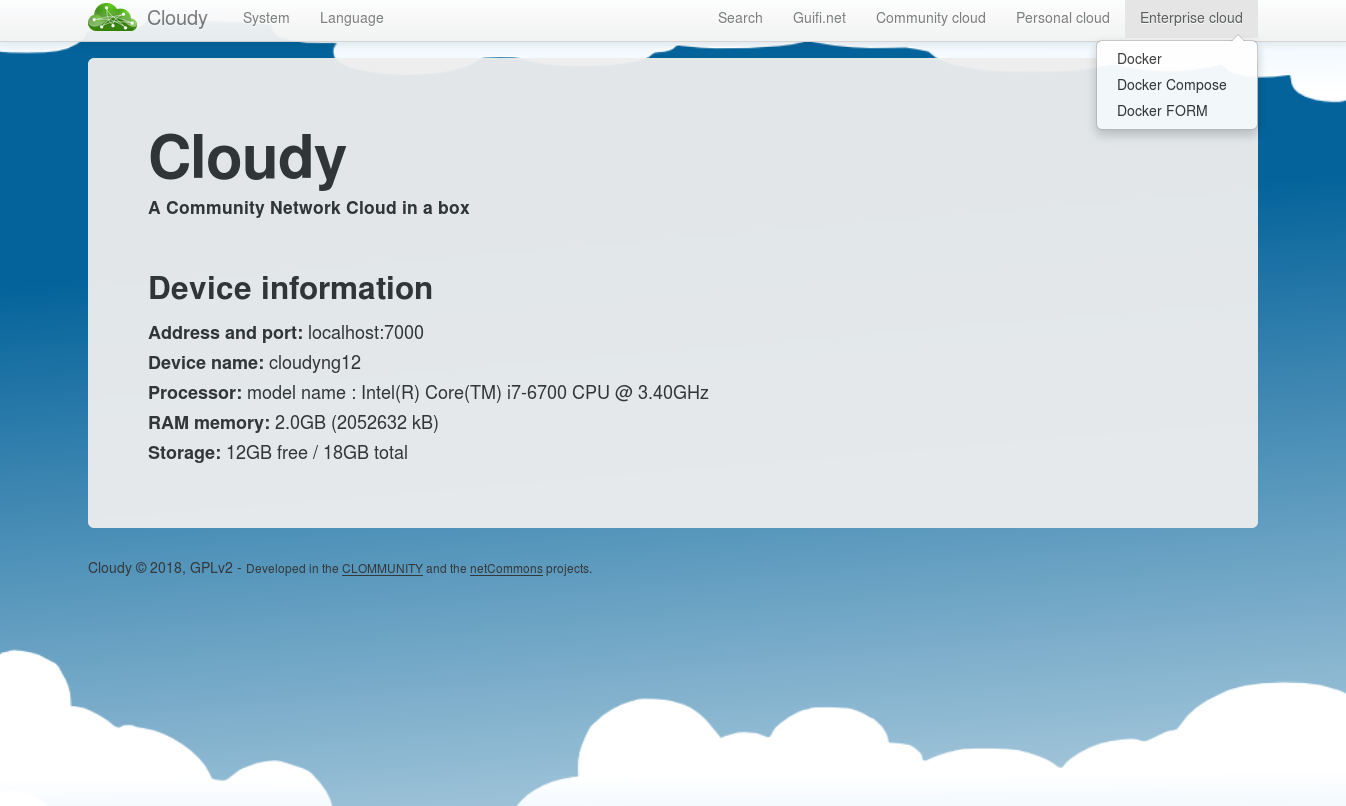 Cloudy System Language Search Guifi.net Community cloud Personal cloud Enterprise cloud
Docker
Docker Compose
Docker FORM
Cloudy
A Community Network Cloud in a box
Device information
Address and port: localhost:7000
Device name: cloudyng12
Processor: model name : Intel(R) Core(TM) i7-6700 CPU @ 3.40GHz
RAM memory: 2.0GB (2052632 kB)
Storage: 12GB free / 18GB total
Cloudy © 2018, GPLv2 - Developed in the CLOMMUNITY and the netCommons projects.